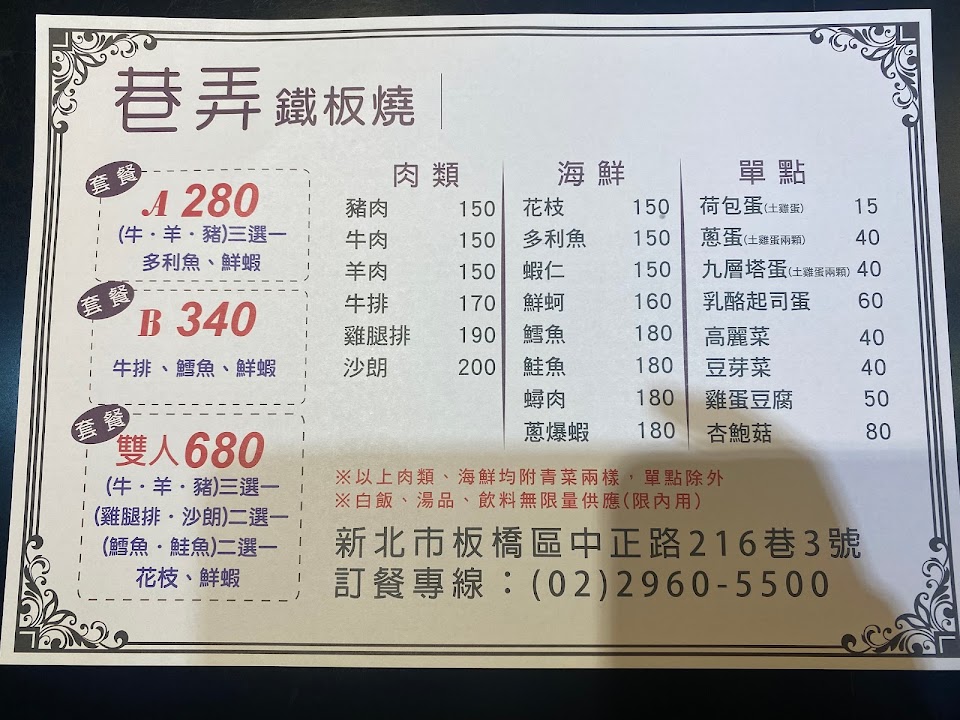 巷弄 鐵板燒
套餐
A 280
(牛・羊・豬)三選一
多利魚、鮮蝦
套餐
B 340
牛排、鱈魚、鮮蝦
套餐
雙人680
(牛・羊・豬)三選一
(雞腿排・沙朗)二選一
(鱈魚・鮭魚)二選一
花枝、鮮蝦
肉類
豬肉 150
牛肉 150
羊肉 150
牛排 170
雞腿排 190
沙朗 200
海鮮
花枝 150
多利魚 150
蝦仁 150
鮮蚵 160
鱈魚 180
鮭魚 180
蟳肉 180
蔥爆蝦 180
單點
荷包蛋(土雞蛋) 15
蔥蛋(土雞蛋兩顆) 40
九層塔蛋(土雞蛋兩顆) 40
乳酪起司蛋 60
高麗菜 40
豆芽菜 40
雞蛋豆腐 50
杏鮑菇 80
※以上肉類、海鮮均附青菜兩樣，單點除外
※白飯、湯品、飲料無限量供應(限內用)
新北市板橋區中正路216巷3號
訂餐專線：(02)2960-5500